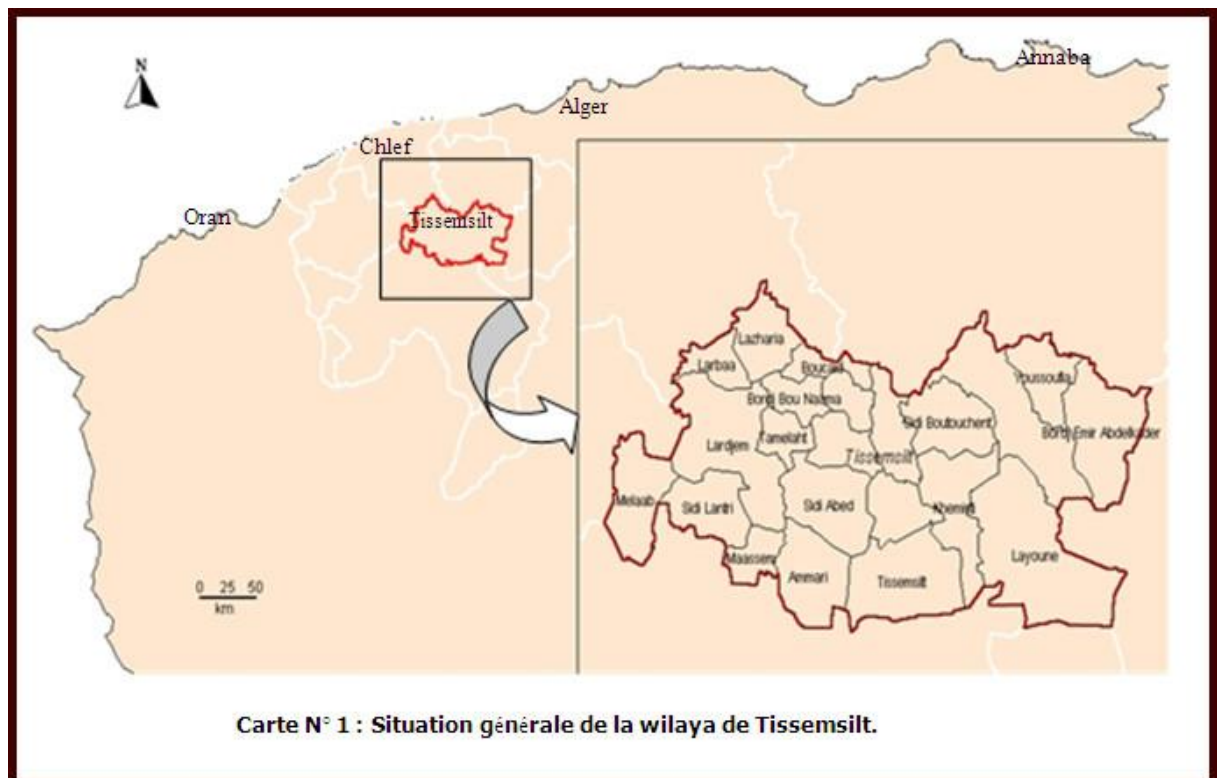 N
Annaba
Alger
Chlef
Oran
Tissemsilt
Lazharia
Larbaa
Boucaid
Youssoufia
Bordj Bou Naama
Sidi Boutouchent
Bordj Emir Abdelkader
Lardjem
Tamelaht
Tissemsilt
Melaab
Sidi Lantri
Sidi Abed
Khemisti
Maassem
Ammari
Tissemsilt
Layoune
0 25 50
km
Carte N° 1 : Situation générale de la wilaya de Tissemsilt.